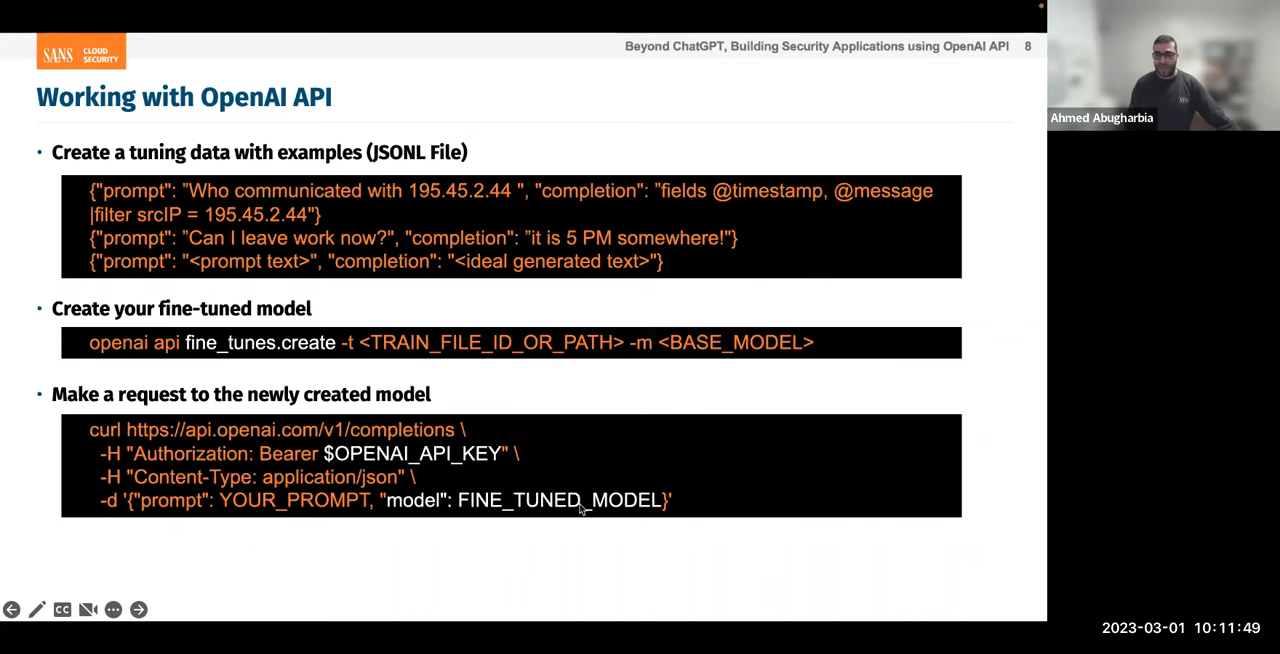 SANS CLOUD SECURITY
Beyond ChatGPT, Building Security Applications using OpenAI API 8
Working with OpenAI API
• Create a tuning data with examples (JSONL File)
{"prompt": ”Who communicated with 195.45.2.44 ", "completion": ”fields @timestamp, @message
|filter srcIP = 195.45.2.44"}
{"prompt": ”Can I leave work now?", "completion": ”it is 5 PM somewhere!"}
{"prompt": "<prompt text>", "completion": "<ideal generated text>"}
• Create your fine-tuned model
openai api fine_tunes.create -t <TRAIN_FILE_ID_OR_PATH> -m <BASE_MODEL>
• Make a request to the newly created model
curl https://api.openai.com/v1/completions \
-H "Authorization: Bearer $OPENAI_API_KEY" \
-H "Content-Type: application/json" \
-d '{"prompt": YOUR_PROMPT, "model": FINE_TUNED_MODEL}'
Ahmed Abugharbia
CC
2023-03-01 10:11:49